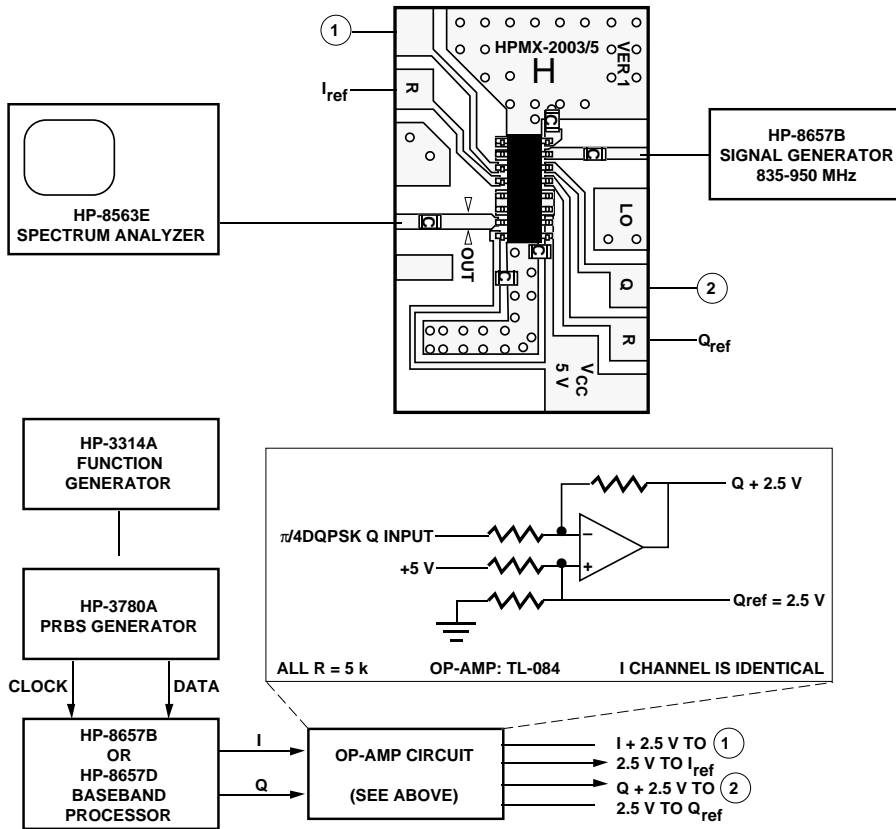 1
HPMX-2003/5
H
VER 1
Iref
R
C
C
HP-8657B
SIGNAL GENERATOR
835-950 MHz
HP-8563E
SPECTRUM ANALYZER
C
OUT
LO
C
C
Q
2
R
Qref
VCC
5 V
HP-3314A
FUNCTION
GENERATOR
Q + 2.5 V
π/4DQPSK Q INPUT
–
+5 V
+
Qref = 2.5 V
HP-3780A
PRBS GENERATOR
ALL R = 5 k
OP-AMP: TL-084
I CHANNEL IS IDENTICAL
CLOCK
DATA
HP-8657B
OR
HP-8657D
BASEBAND
PROCESSOR
I
Q
OP-AMP CIRCUIT
(SEE ABOVE)
I + 2.5 V TO 1
2.5 V TO Iref
Q + 2.5 V TO 2
2.5 V TO Qref